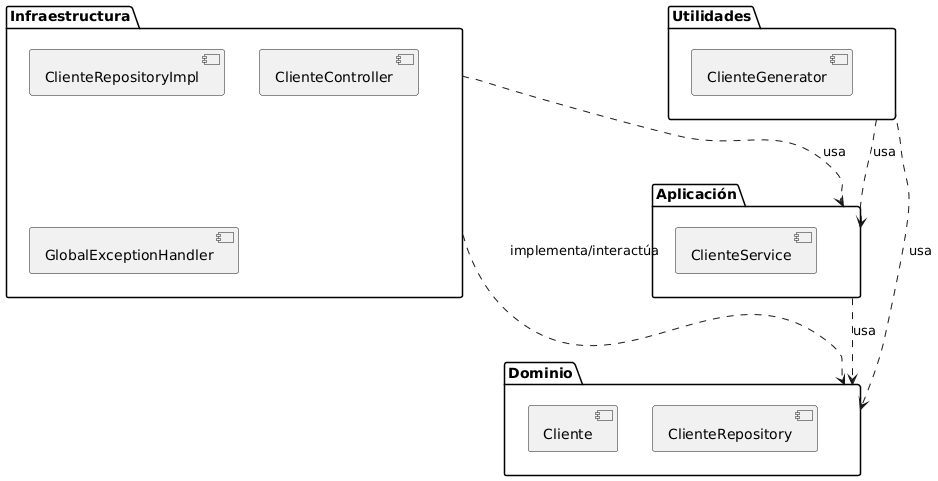 Infraestructura
ClienteRepositoryImpl
ClienteController
GlobalExceptionHandler
Utilidades
ClienteGenerator
usa
usa
Aplicación
ClienteService
implementa/interactúa
usa
usa
Dominio
Cliente
ClienteRepository